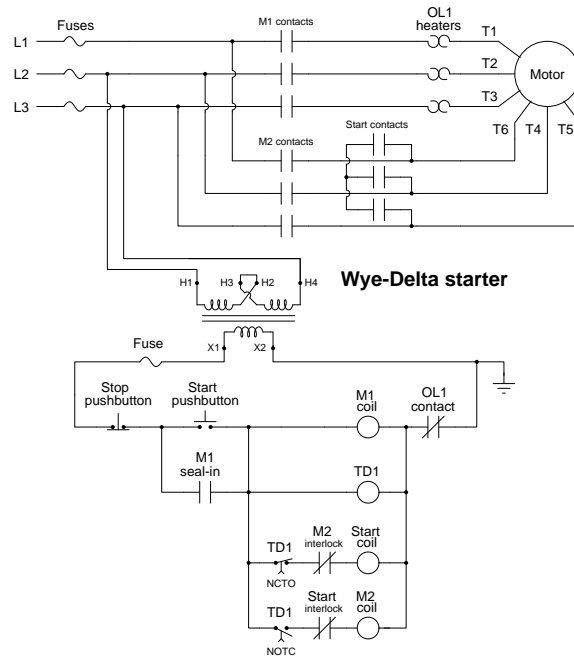 Fuses
M1 contacts
OL1
heaters
T1
L1
L2
T2
Motor
L3
T3
T6
T4
T5
M2 contacts
Start contacts
H1
H3
H2
H4
Wye-Delta starter
Fuse
X1
X2
Stop
pushbutton
Start
pushbutton
M1
coil
OL1
contact
M1
seal-in
TD1
TD1
M2
interlock
Start
coil
NCTO
TD1
Start
interlock
M2
coil
NOTC